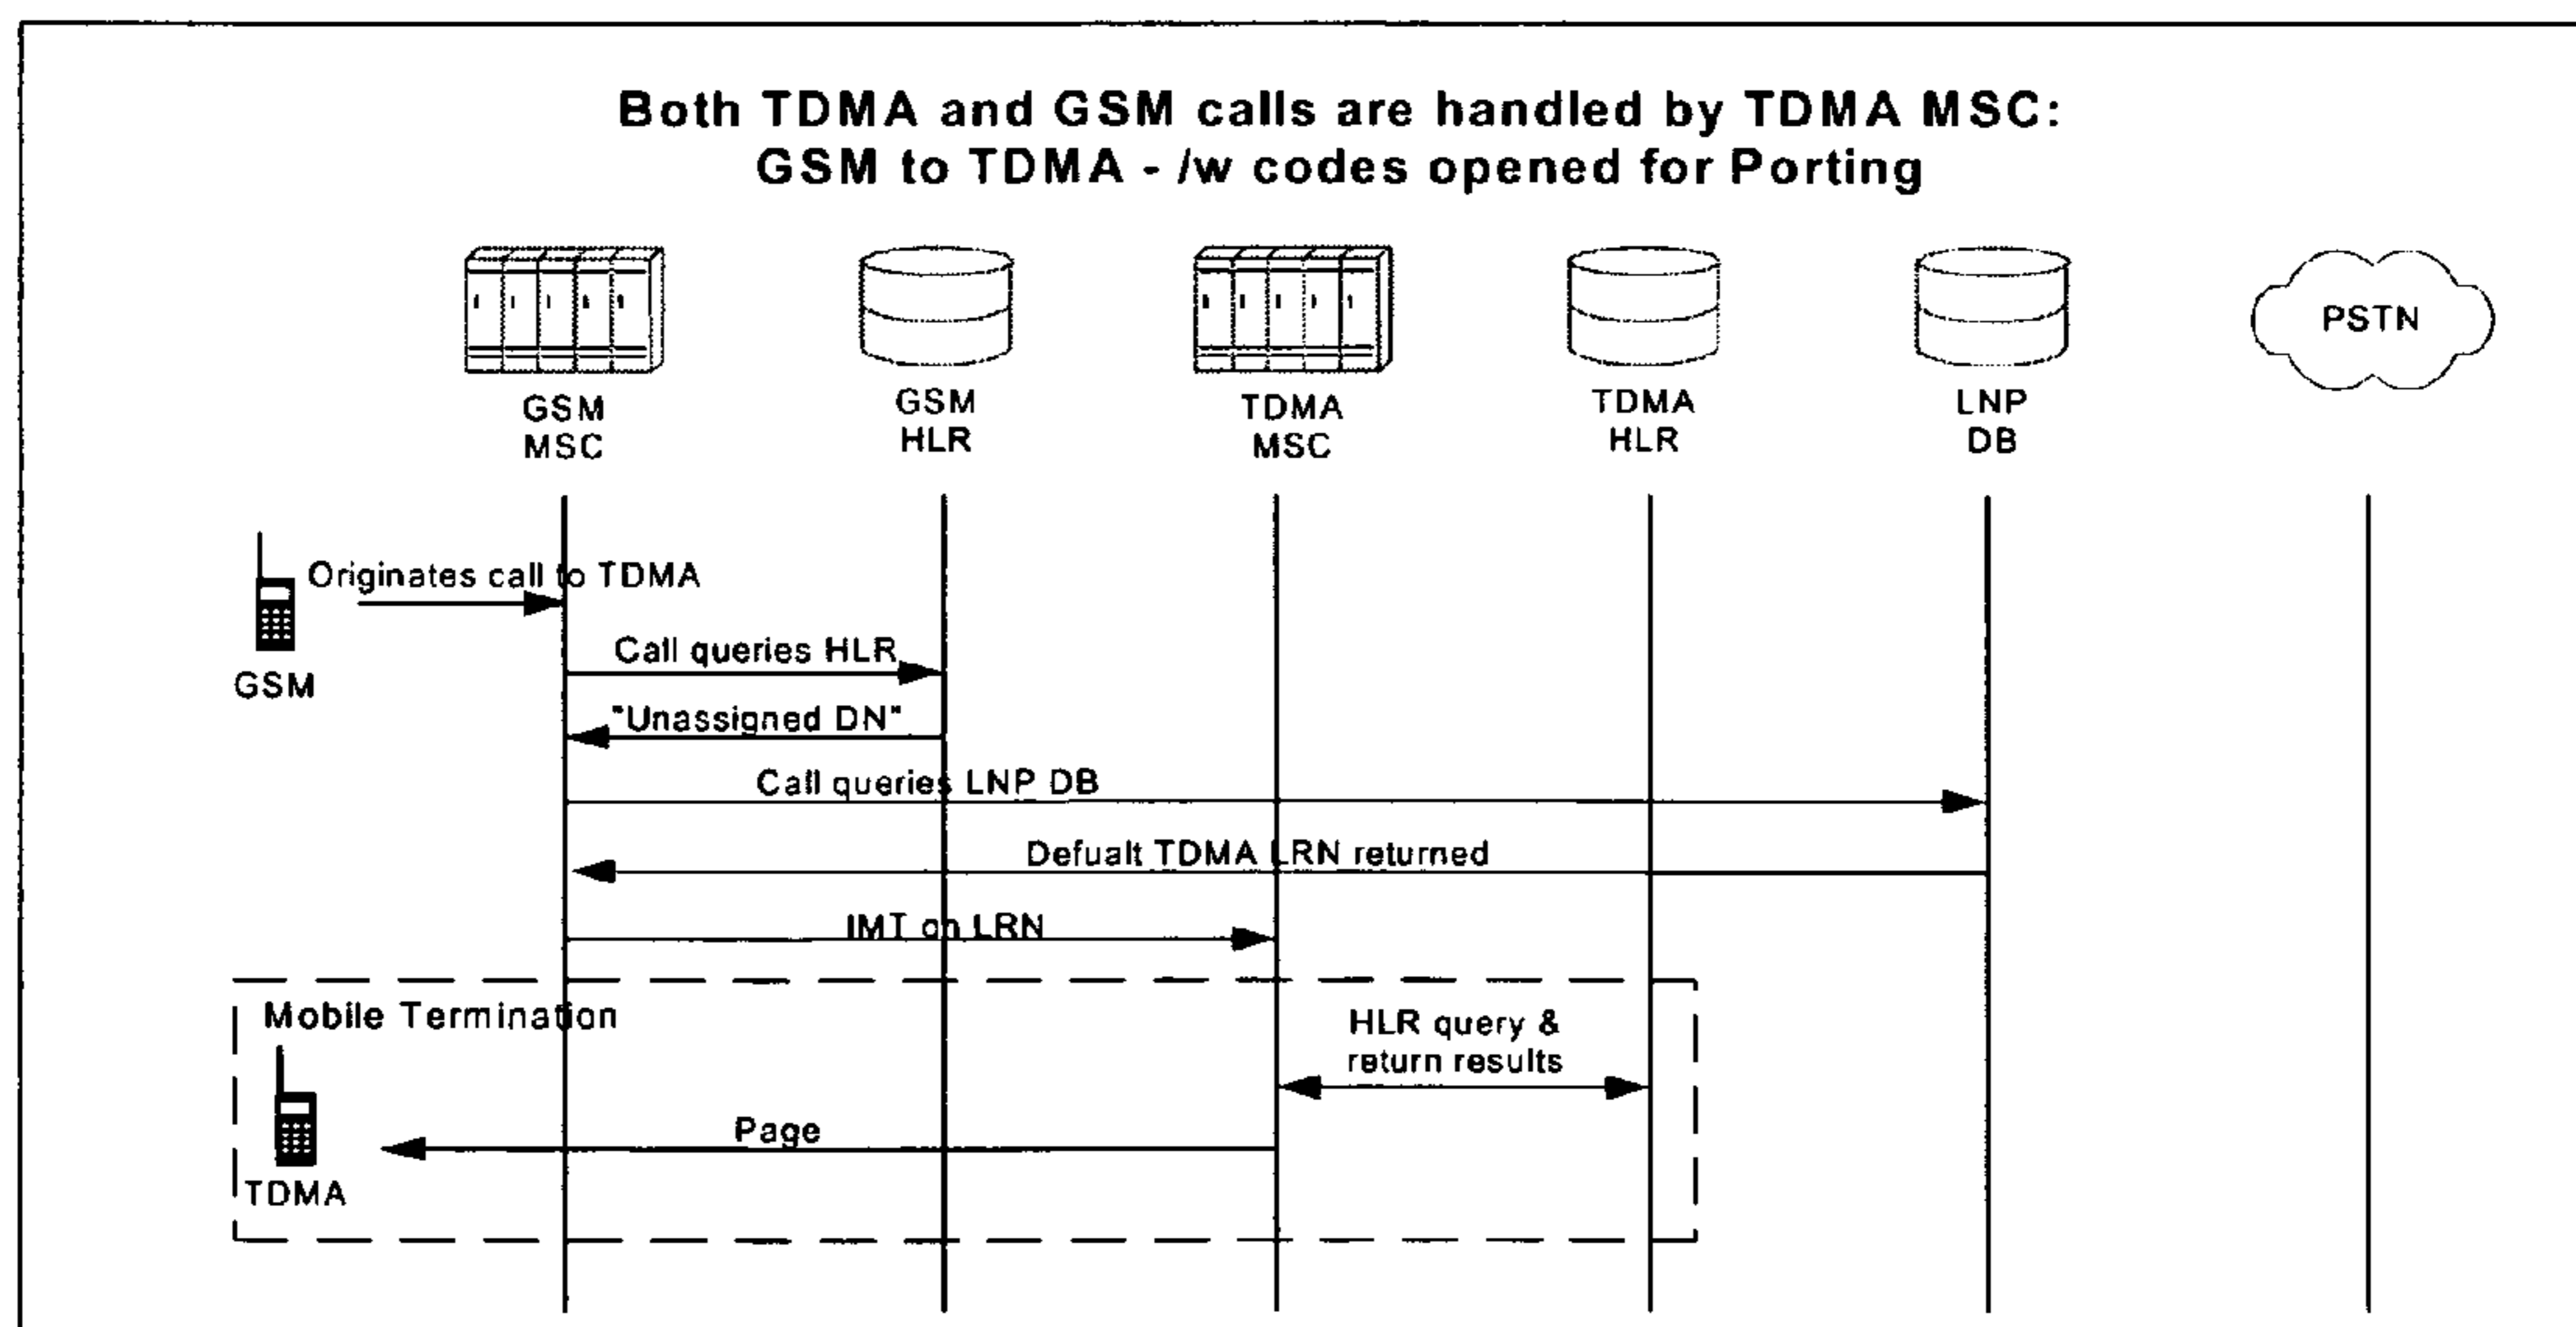 Both TDMA and GSM calls are handled by TDMA MSC:
GSM to TDMA - /w codes opened for Porting
GSM
MSC
GSM
HLR
TDMA
MSC
TDMA
HLR
LNP
DB
PSTN
Originates call to TDMA
GSM
Call queries HLR
"Unassigned DN"
Call queries LNP DB
Defualt TDMA LRN returned
IMT on LRN
Mobile Termination
HLR query &
return results
Page
TDMA